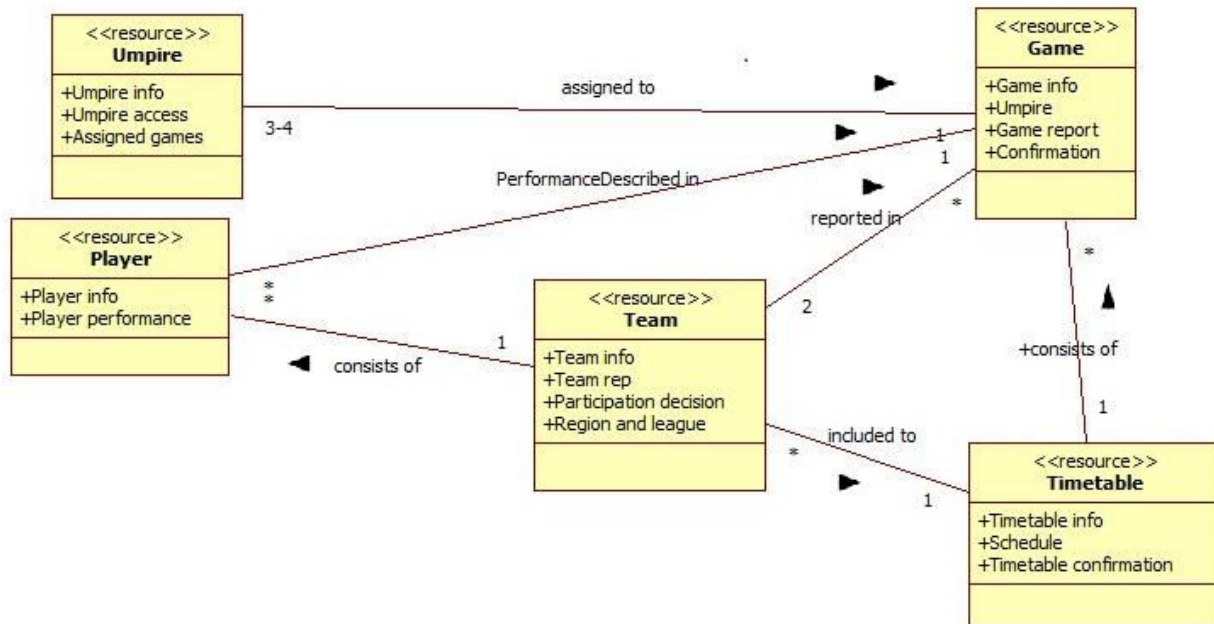 <<resource>>
Umpire
+Umpire info
+Umpire access
+Assigned games
3-4
assigned to
1
<<resource>>
Game
+Game info
+Umpire
+Game report
+Confirmation
PerformanceDescribed in
1
*
<<resource>>
Player
+Player info
+Player performance
*
reported in
*
2
consists of
1
*
<<resource>>
Team
+Team info
+Team rep
+Participation decision
+Region and league
included to
*
1
+consists of
*
1
<<resource>>
Timetable
+Timetable info
+Schedule
+Timetable confirmation